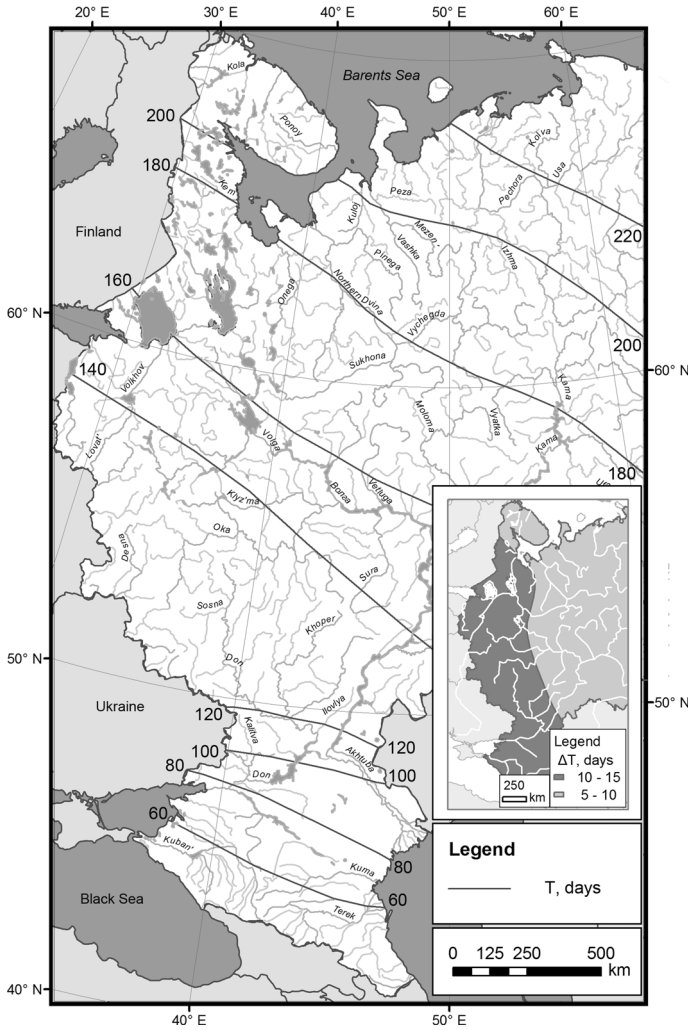 20° E 30° E 40° E 50° E 60° E
Barents Sea
Kola
Ponoy
200
180
Kem'
Kolva
Usa
Pechora
Peza
Kuloj
Mezen
Vashka
Pinega
Izhma
220
Finland
160
Onega
Northern Dvina
Vychegda
200
60° N
60° N
140
Volkhov
Sukhona
Kama
Lovat'
Moloma
Vyatka
Volga
Kama
180
Borza
Vetluga
Klyz'ma
Oka
Desna
Sura
Sosna
Khoper
Don
50° N
50° N
Ukraine
Ilovlya
120
Kalitva
120
100
Akhtuba
100
80
Don
60
Kuban'
80
Kuma
60
Black Sea
Terek
40° N
40° E
50° E
Legend
ΔT, days
10 - 15
5 - 10
250
km
Legend
T, days
0 125 250 500
km